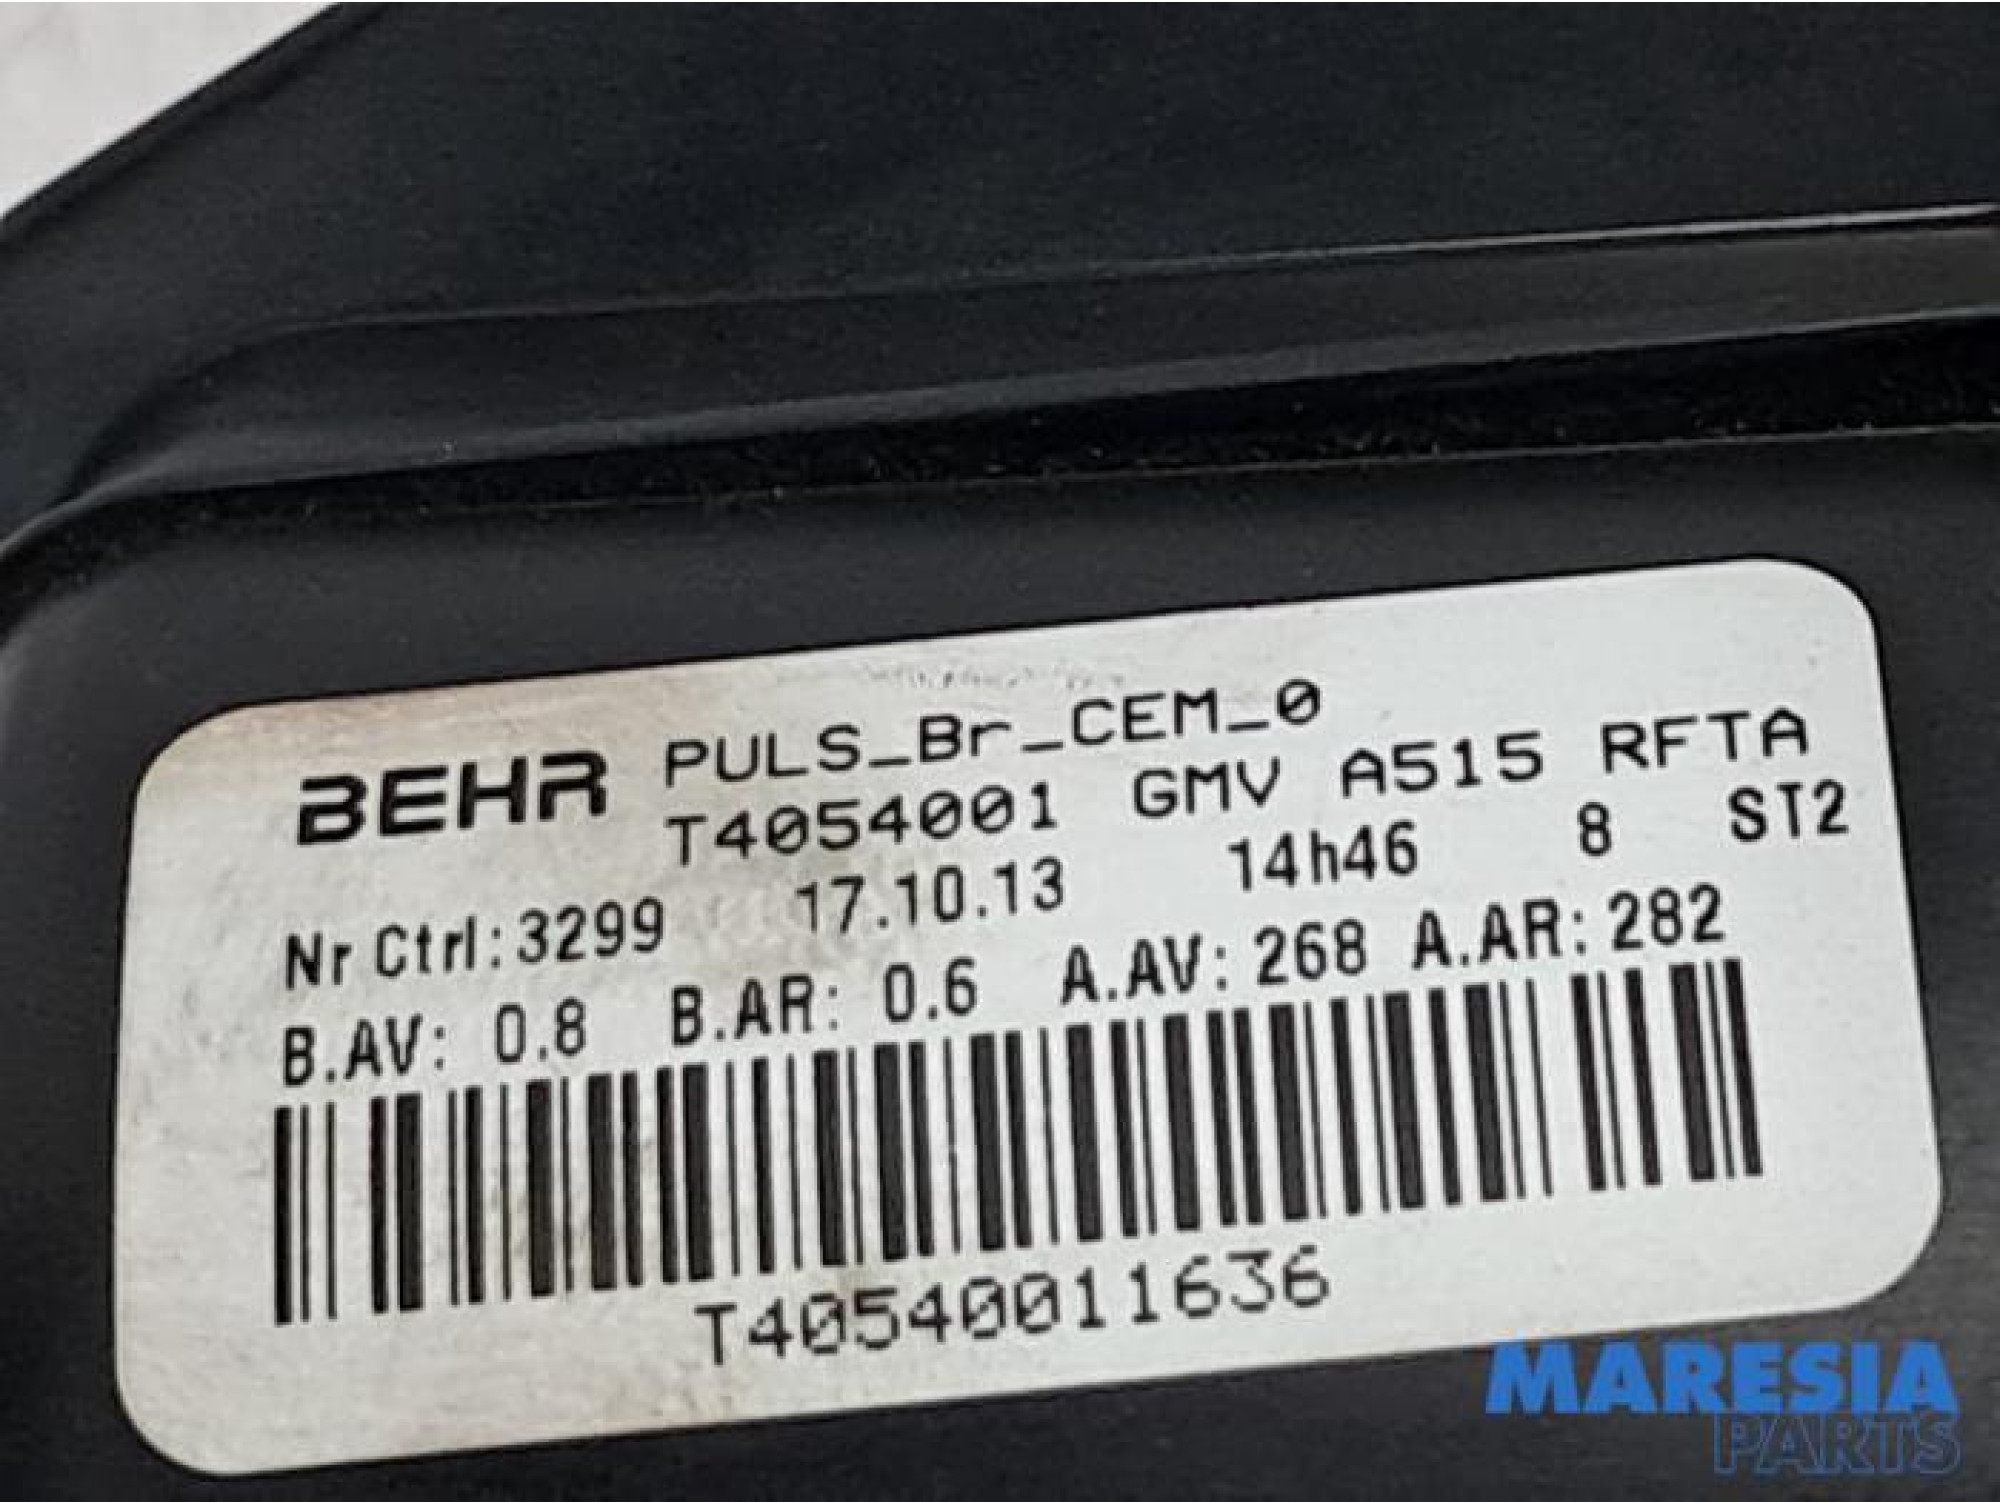 BEHR PULS_Br_CEM_0
T4054001 GMV A515 RFTA
Nr Ctrl:3299 17.10.13 14h46 8 ST2
B.AV: 0.8 B.AR: 0.6 A.AV: 268 A.AR: 282
T40540011636
MARESIA
PARTS